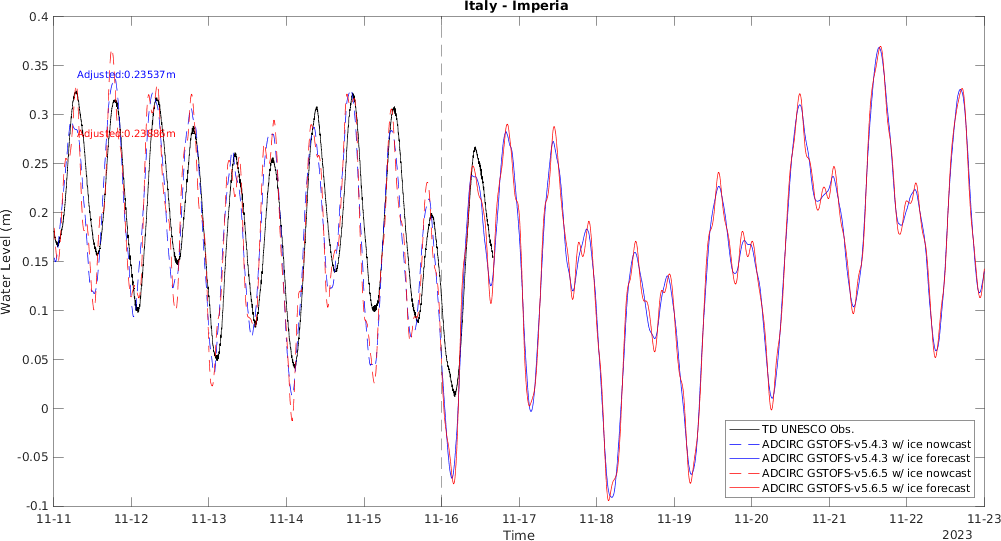 Italy - Imperia
0.4
0.35
0.3
0.25
0.2
0.15
0.1
0.05
0
-0.05
-0.1
Water Level (m)
Adjusted:0.23537m
Adjusted:0.23886m
TD UNESCO Obs.
ADCIRC GSTOFS-v5.4.3 w/ ice nowcast
ADCIRC GSTOFS-v5.4.3 w/ ice forecast
ADCIRC GSTOFS-v5.6.5 w/ ice nowcast
ADCIRC GSTOFS-v5.6.5 w/ ice forecast
11-11 11-12 11-13 11-14 11-15 11-16 11-17 11-18 11-19 11-20 11-21 11-22 11-23
Time
2023